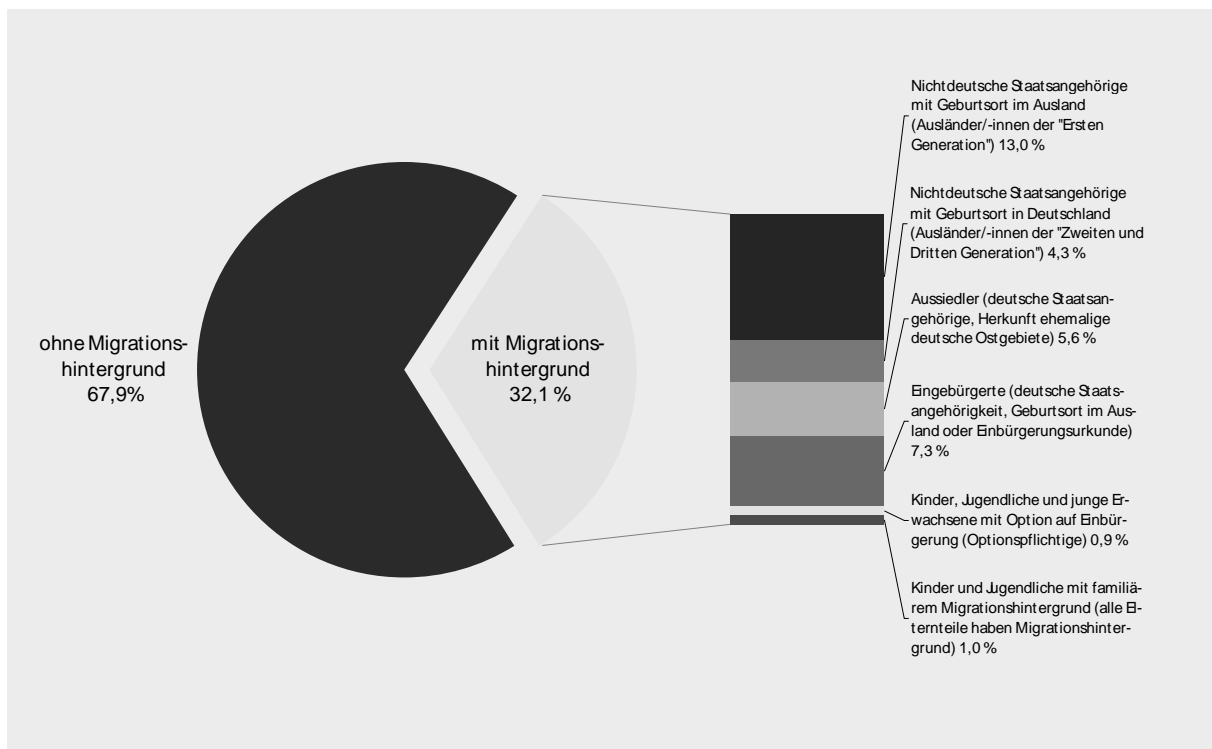 ohne Migrations-
hintergrund
67,9%
mit Migrations-
hintergrund
32,1 %
Nichtdeutsche Staatsangehörige
mit Geburtsort im Ausland
(Ausländer/-innen der "Ersten
Generation") 13,0 %
Nichtdeutsche Staatsangehörige
mit Geburtsort in Deutschland
(Ausländer/-innen der "Zweiten und
Dritten Generation") 4,3 %
Aussiedler (deutsche Staatsan-
gehörige, Herkunft ehemalige
deutsche Ostgebiete) 5,6 %
Eingebürgerte (deutsche Staats-
angehörigkeit, Geburtsort im Aus-
land oder Einbürgerungsurkunde)
7,3 %
Kinder, Jugendliche und junge Er-
wachsene mit Option auf Einbür-
gerung (Optionspflichtige) 0,9 %
Kinder und Jugendliche mit familiä-
rem Migrationshintergrund (alle El-
ternteile haben Migrationshinter-
grund) 1,0 %